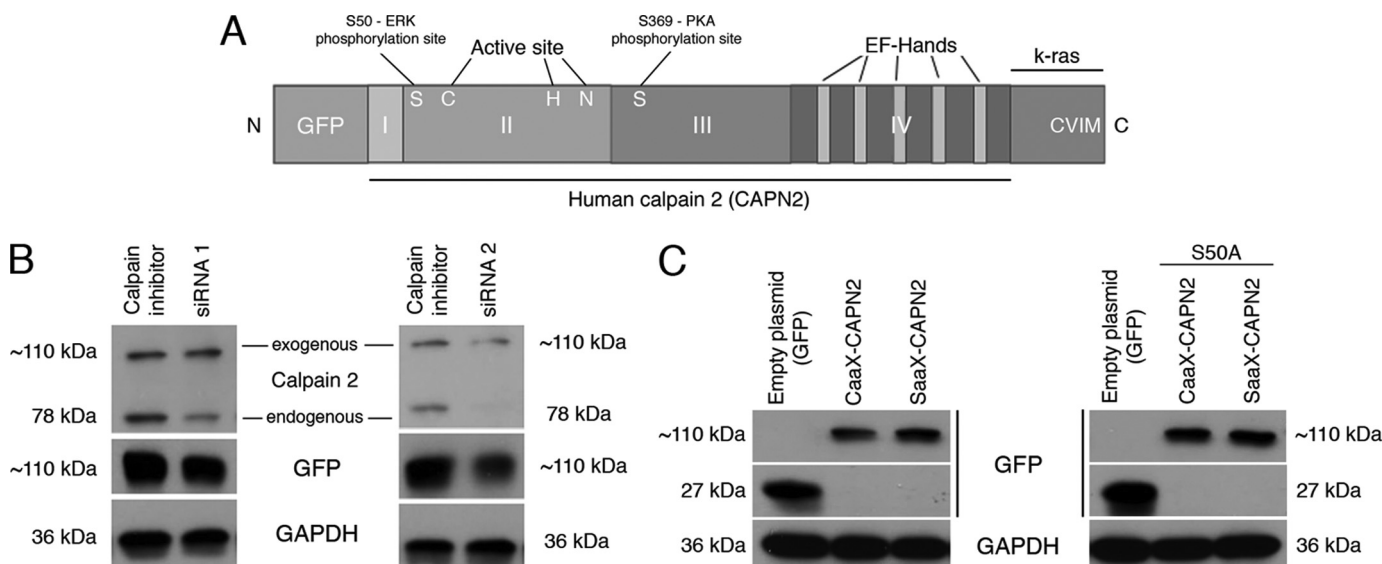 A
S50 - ERK
phosphorylation site
Active site
S369 - PKA
phosphorylation site
EF-Hands
k-ras
N
GFP
I
S
C
II
H
N
S
III
IV
CVIM
C
Human calpain 2 (CAPN2)
B
Calpain
inhibitor
siRNA 1
Calpain
inhibitor
siRNA 2
~110 kDa
exogenous
~110 kDa
Calpain 2
78 kDa
endogenous
78 kDa
~110 kDa
GFP
~110 kDa
36 kDa
GAPDH
36 kDa
C
Empty plasmid
(GFP)
CaaX-CAPN2
SaaX-CAPN2
S50A
Empty plasmid
(GFP)
CaaX-CAPN2
SaaX-CAPN2
~110 kDa
~110 kDa
GFP
27 kDa
27 kDa
36 kDa
GAPDH
36 kDa